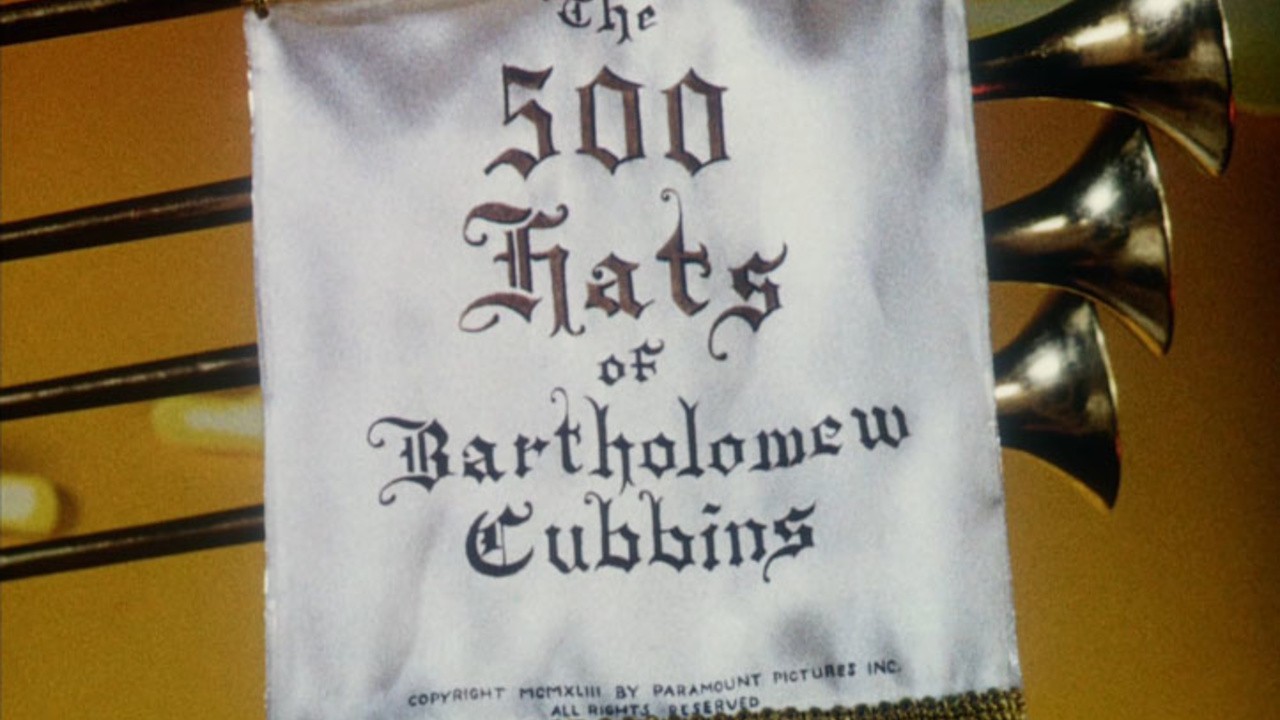 The
500
Hats
of
Bartholomew
Cubbins
COPYRIGHT MCMXLIII BY PARAMOUNT PICTURES INC.
ALL RIGHTS RESERVED